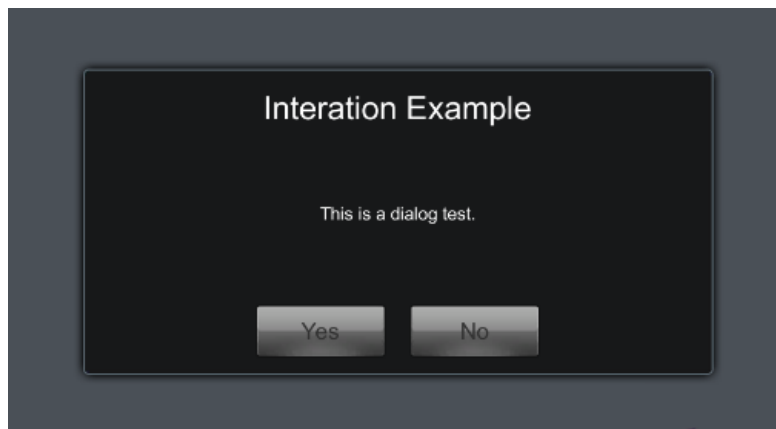 Interation Example
This is a dialog test.
Yes No